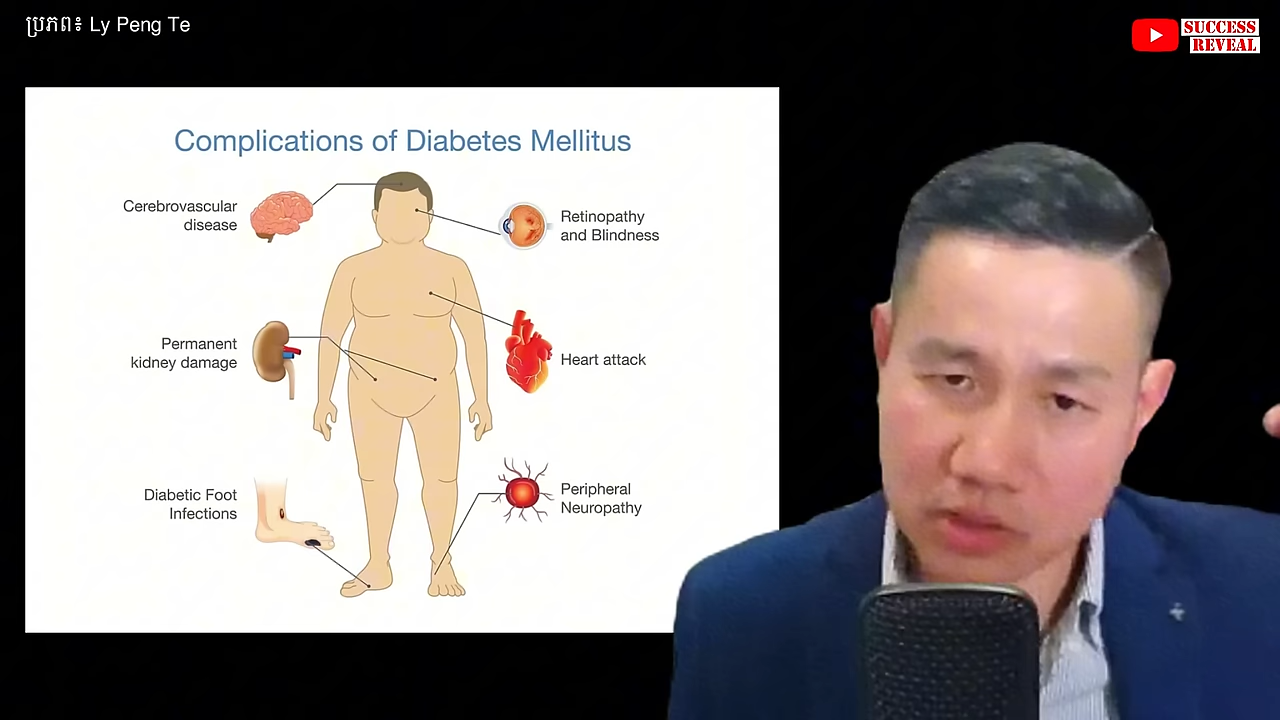 ប្រភព៖ Ly Peng Te
SUCCESS
REVEAL
Complications of Diabetes Mellitus
Cerebrovascular
disease
Retinopathy
and Blindness
Permanent
kidney damage
Heart attack
Diabetic Foot
Infections
Peripheral
Neuropathy